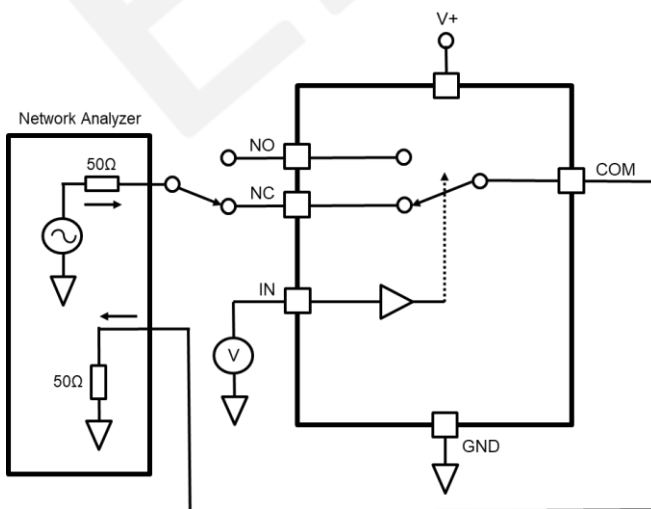 V+
Network Analyzer
50Ω
NO
COM
NC
IN
V
50Ω
GND